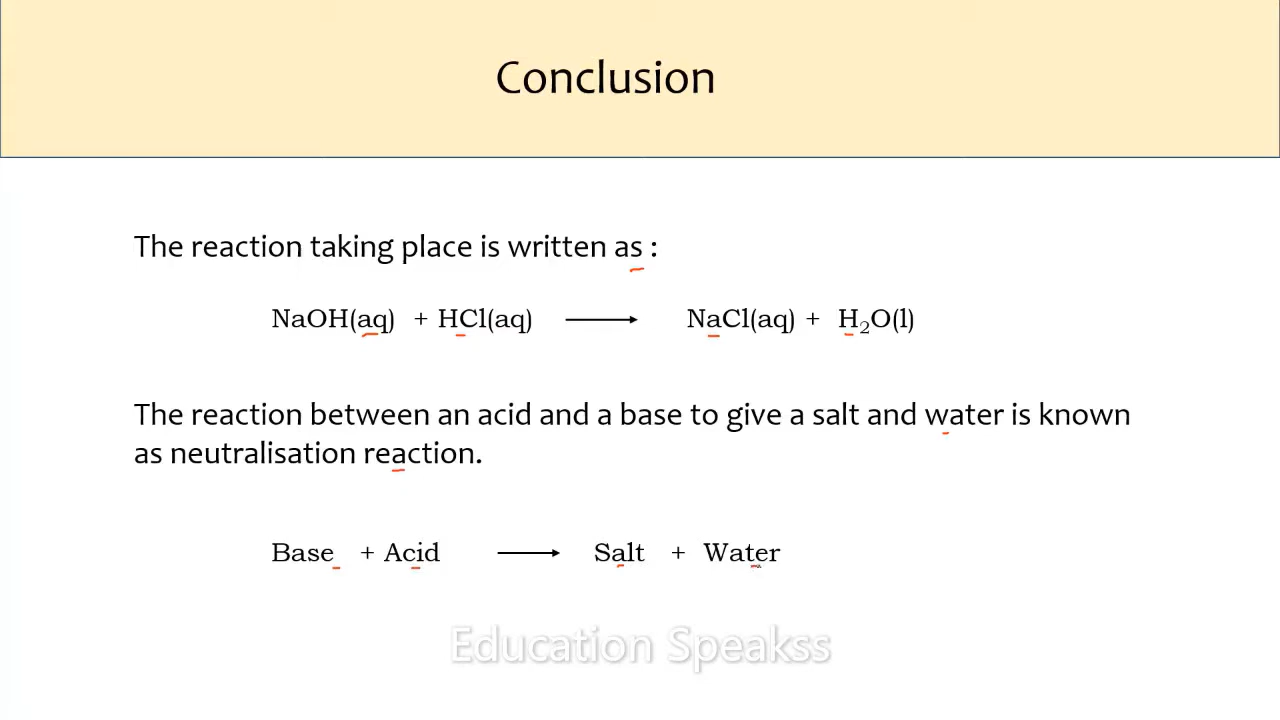 Conclusion
The reaction taking place is written as :
NaOH(aq) + HCl(aq) ⟶ NaCl(aq) + H₂O(l)
The reaction between an acid and a base to give a salt and water is known
as neutralisation reaction.
Base + Acid ⟶ Salt + Water
Education Speakss